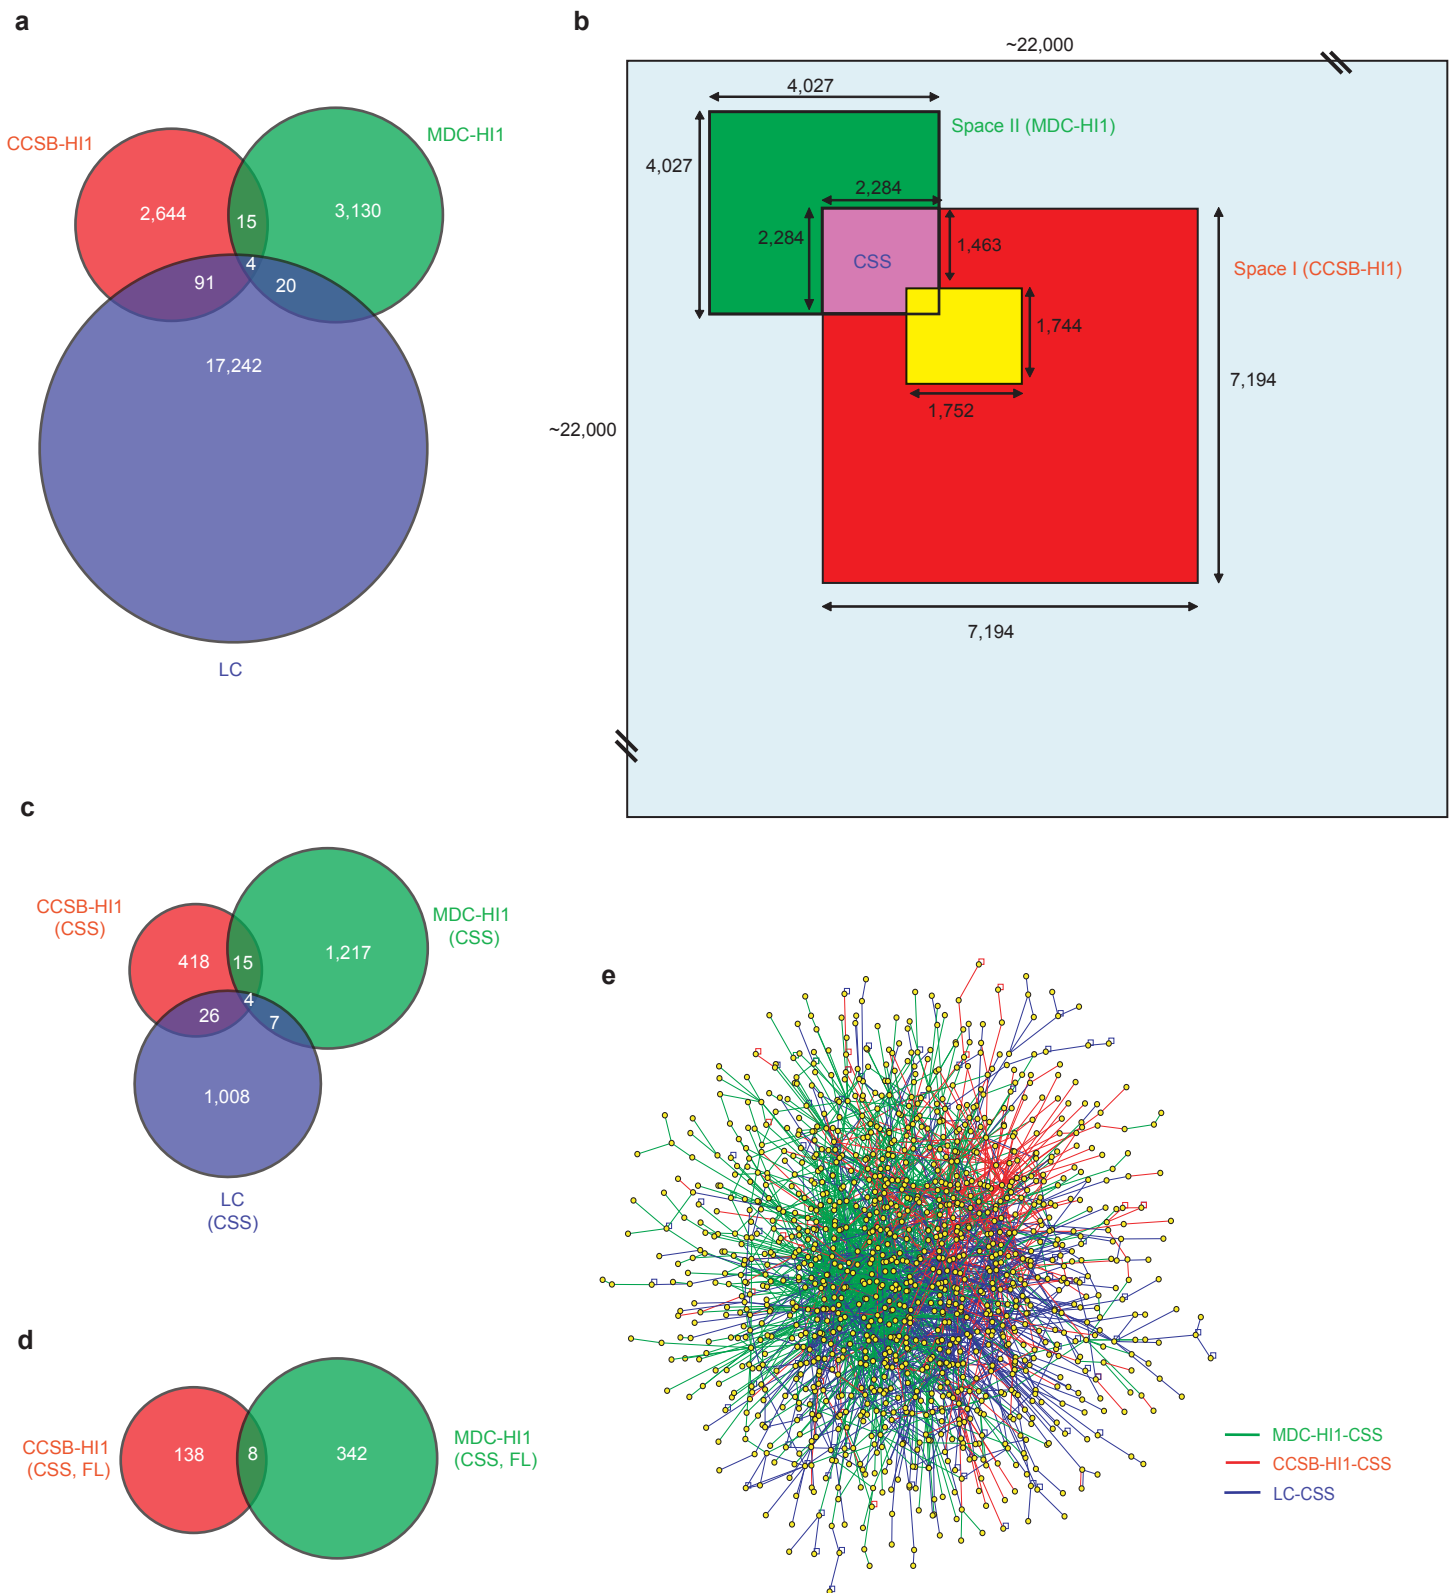 a
CCSB-HI1
MDC-HI1
2,644
15
3,130
4
91
20
17,242
LC
b
~22,000
4,027
Space II (MDC-HI1)
4,027
2,284
2,284
1,463
CSS
Space I (CCSB-HI1)
1,744
7,194
1,752
~22,000
7,194
c
CCSB-HI1
(CSS)
MDC-HI1
(CSS)
418
15
1,217
4
26
7
1,008
LC
(CSS)
d
CCSB-HI1
(CSS, FL)
138
8
342
MDC-HI1
(CSS, FL)
e
MDC-HI1-CSS
CCSB-HI1-CSS
LC-CSS